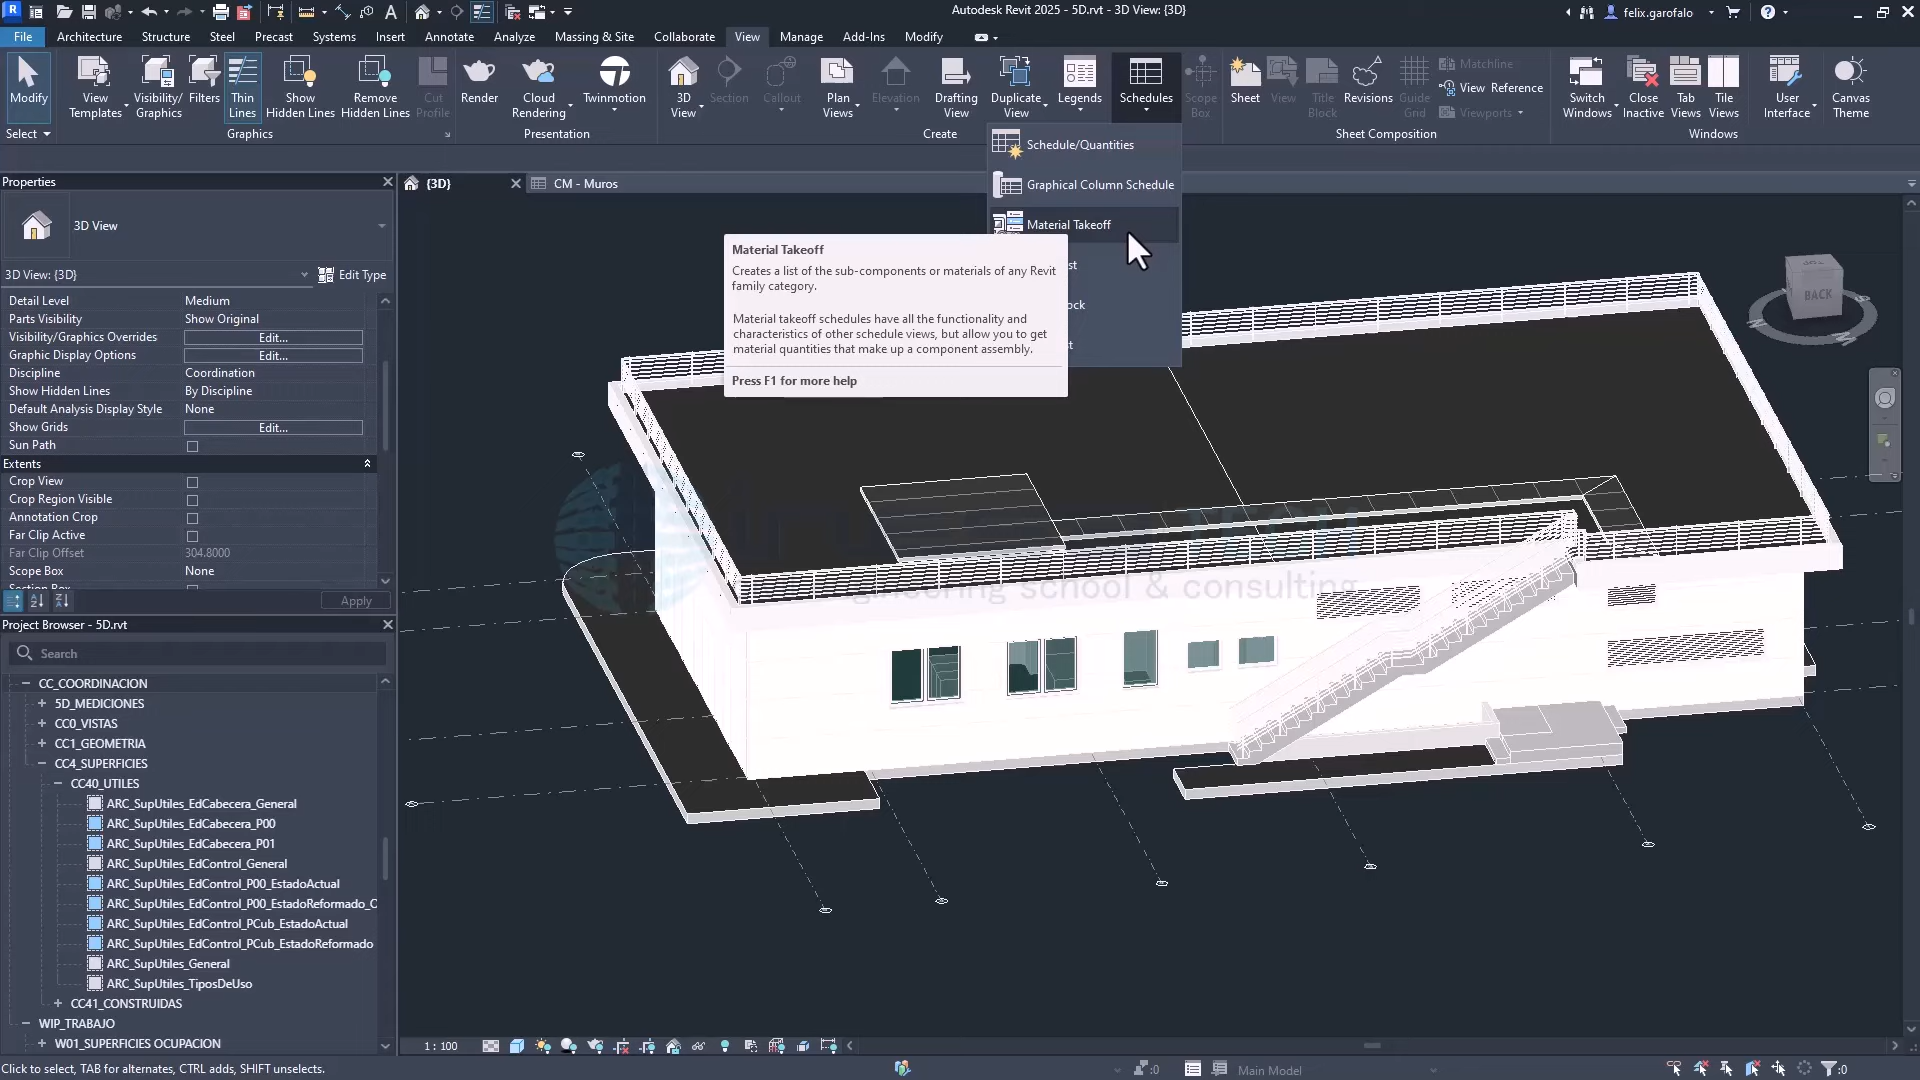 Autodesk Revit 2025 - 5D.rvt - 3D View: {3D}
felix.garofalo
File Architecture Structure Steel Precast Systems Insert Annotate Analyze Massing & Site Collaborate View Manage Add-Ins Modify
Modify
View Templates
Visibility/ Graphics
Filters
Thin Lines
Show Hidden Lines
Remove Hidden Lines
Cut Profile
Render
Cloud Rendering
Twinmotion
3D View
Section
Callout
Plan Views
Elevation
Drafting View
Duplicate View
Legends
Schedules
Scope Box
Sheet
View
Title Block
Revisions
Guide Grid
Matchline
View Reference
Viewports
Switch Windows
Close Inactive
Tab Views
Tile Views
User Interface
Canvas Theme
Select Graphics Presentation Create Sheet Composition Windows
Schedule/Quantities
Graphical Column Schedule
Material Takeoff
st
ock
st
Material Takeoff
Creates a list of the sub-components or materials of any Revit
family category.
Material takeoff schedules have all the functionality and
characteristics of other schedule views, but allow you to get
material quantities that make up a component assembly.
Press F1 for more help
{3D}
CM - Muros
Properties
3D View
3D View: {3D} Edit Type
Detail Level Medium
Parts Visibility Show Original
Visibility/Graphics Overrides Edit...
Graphic Display Options Edit...
Discipline Coordination
Show Hidden Lines By Discipline
Default Analysis Display Style None
Show Grids Edit...
Sun Path
Extents
Crop View
Crop Region Visible
Annotation Crop
Far Clip Active
Far Clip Offset 304.8000
Scope Box None
Section Box
Apply
Project Browser - 5D.rvt
Search
CC_COORDINACION
5D_MEDICIONES
CC0_VISTAS
CC1_GEOMETRIA
CC4_SUPERFICIES
CC40_UTILES
ARC_SupUtiles_EdCabecera_General
ARC_SupUtiles_EdCabecera_P00
ARC_SupUtiles_EdCabecera_P01
ARC_SupUtiles_EdControl_General
ARC_SupUtiles_EdControl_P00_EstadoActual
ARC_SupUtiles_EdControl_P00_EstadoReformado_O
ARC_SupUtiles_EdControl_PCub_EstadoActual
ARC_SupUtiles_EdControl_PCub_EstadoReformado
ARC_SupUtiles_General
ARC_SupUtiles_TiposDeUso
CC41_CONSTRUIDAS
WIP_TRABAJO
W01_SUPERFICIES OCUPACION
BACK
school & consulting
1 : 100
Click to select, TAB for alternates, CTRL adds, SHIFT unselects.
:0
Main Model
:0